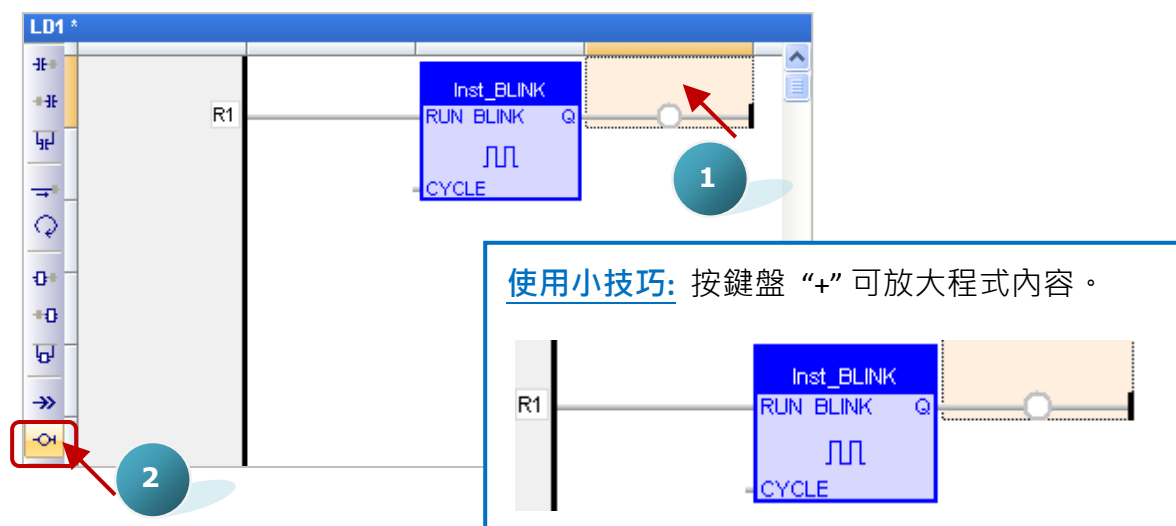 LD1 *
Inst_BLINK
R1
RUN BLINK Q
CYCLE
1
2
使用小技巧: 按鍵盤 “+” 可放大程式內容。
Inst_BLINK
R1
RUN BLINK Q
CYCLE